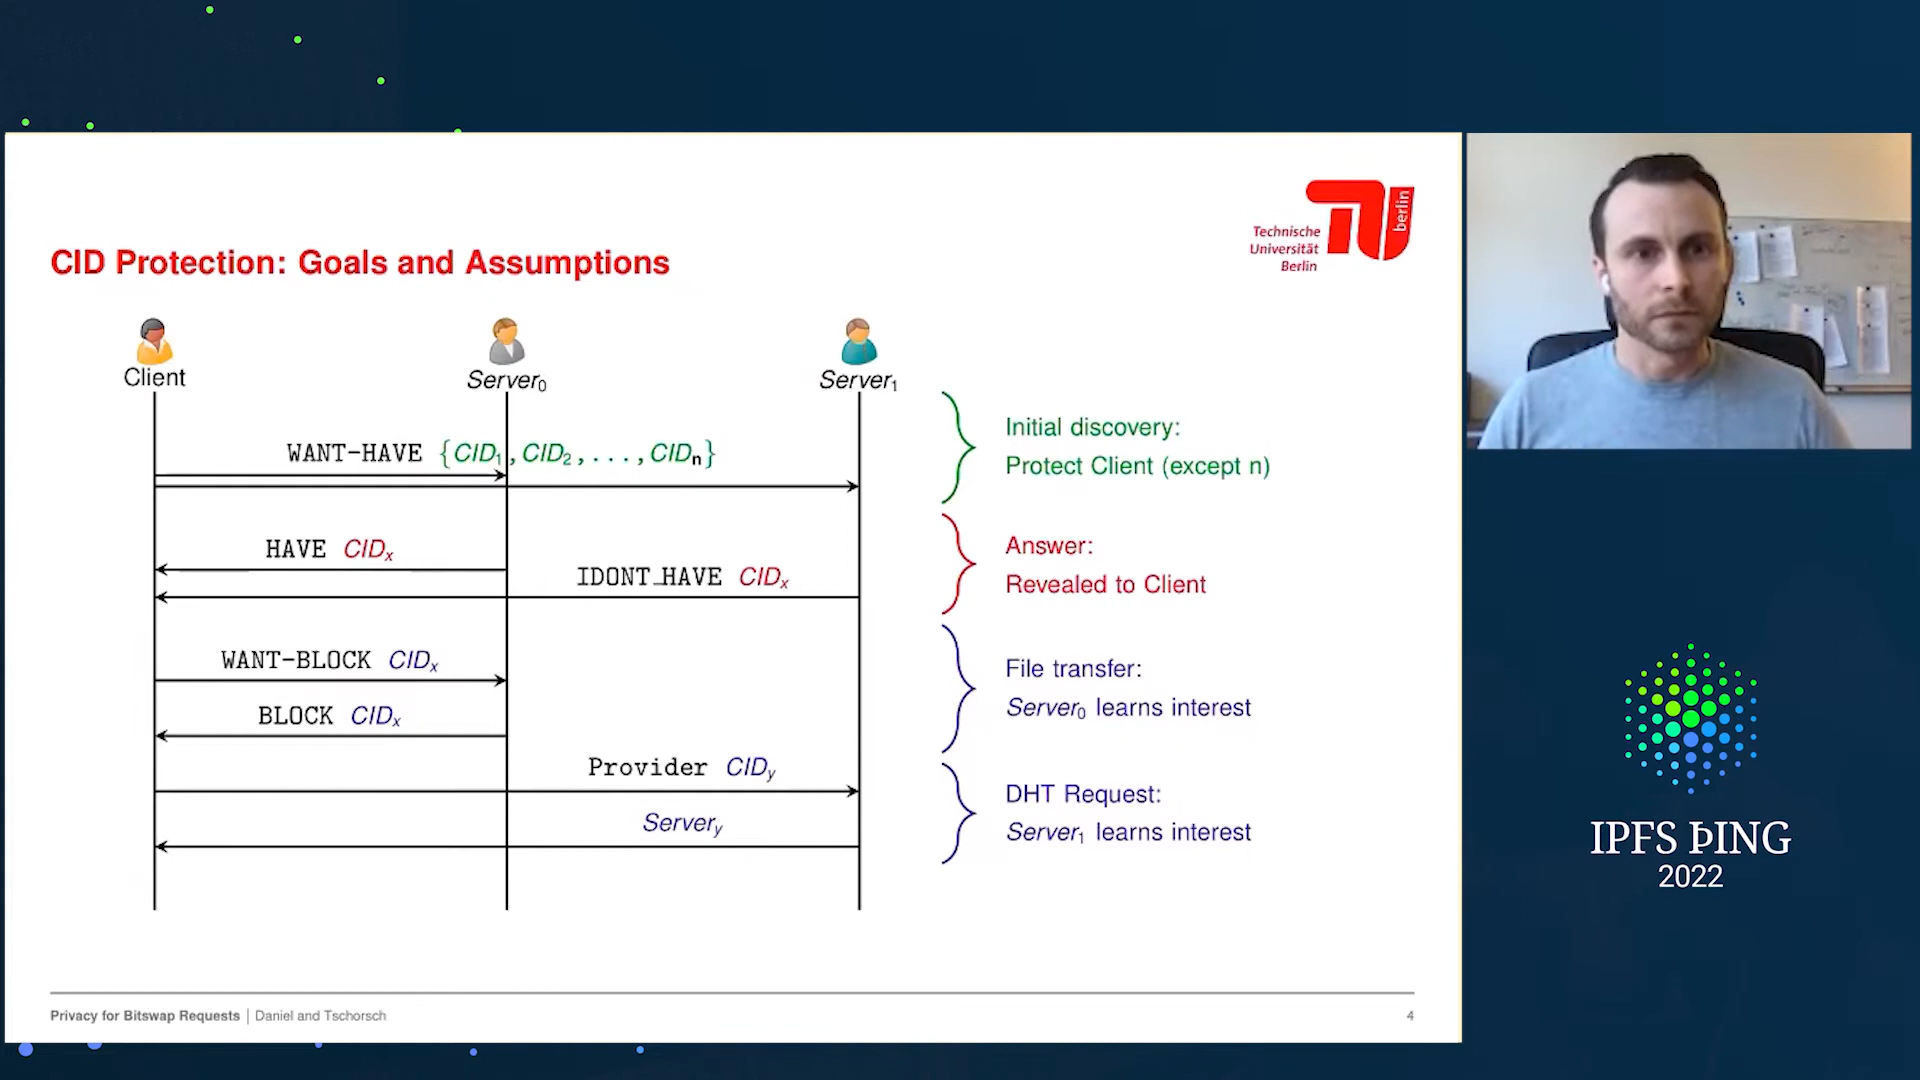 Technische
Universität
Berlin
berlin
CID Protection: Goals and Assumptions
Client
Server₀
Server₁
WANT-HAVE {CID₁, CID₂, ..., CIDₙ}
Initial discovery:
Protect Client (except n)
HAVE CIDₓ
IDONT_HAVE CIDₓ
Answer:
Revealed to Client
WANT-BLOCK CIDₓ
BLOCK CIDₓ
File transfer:
Server₀ learns interest
Provider CIDy
Servery
DHT Request:
Server₁ learns interest
Privacy for Bitswap Requests | Daniel and Tschorsch
4
IPFS ÞING
2022